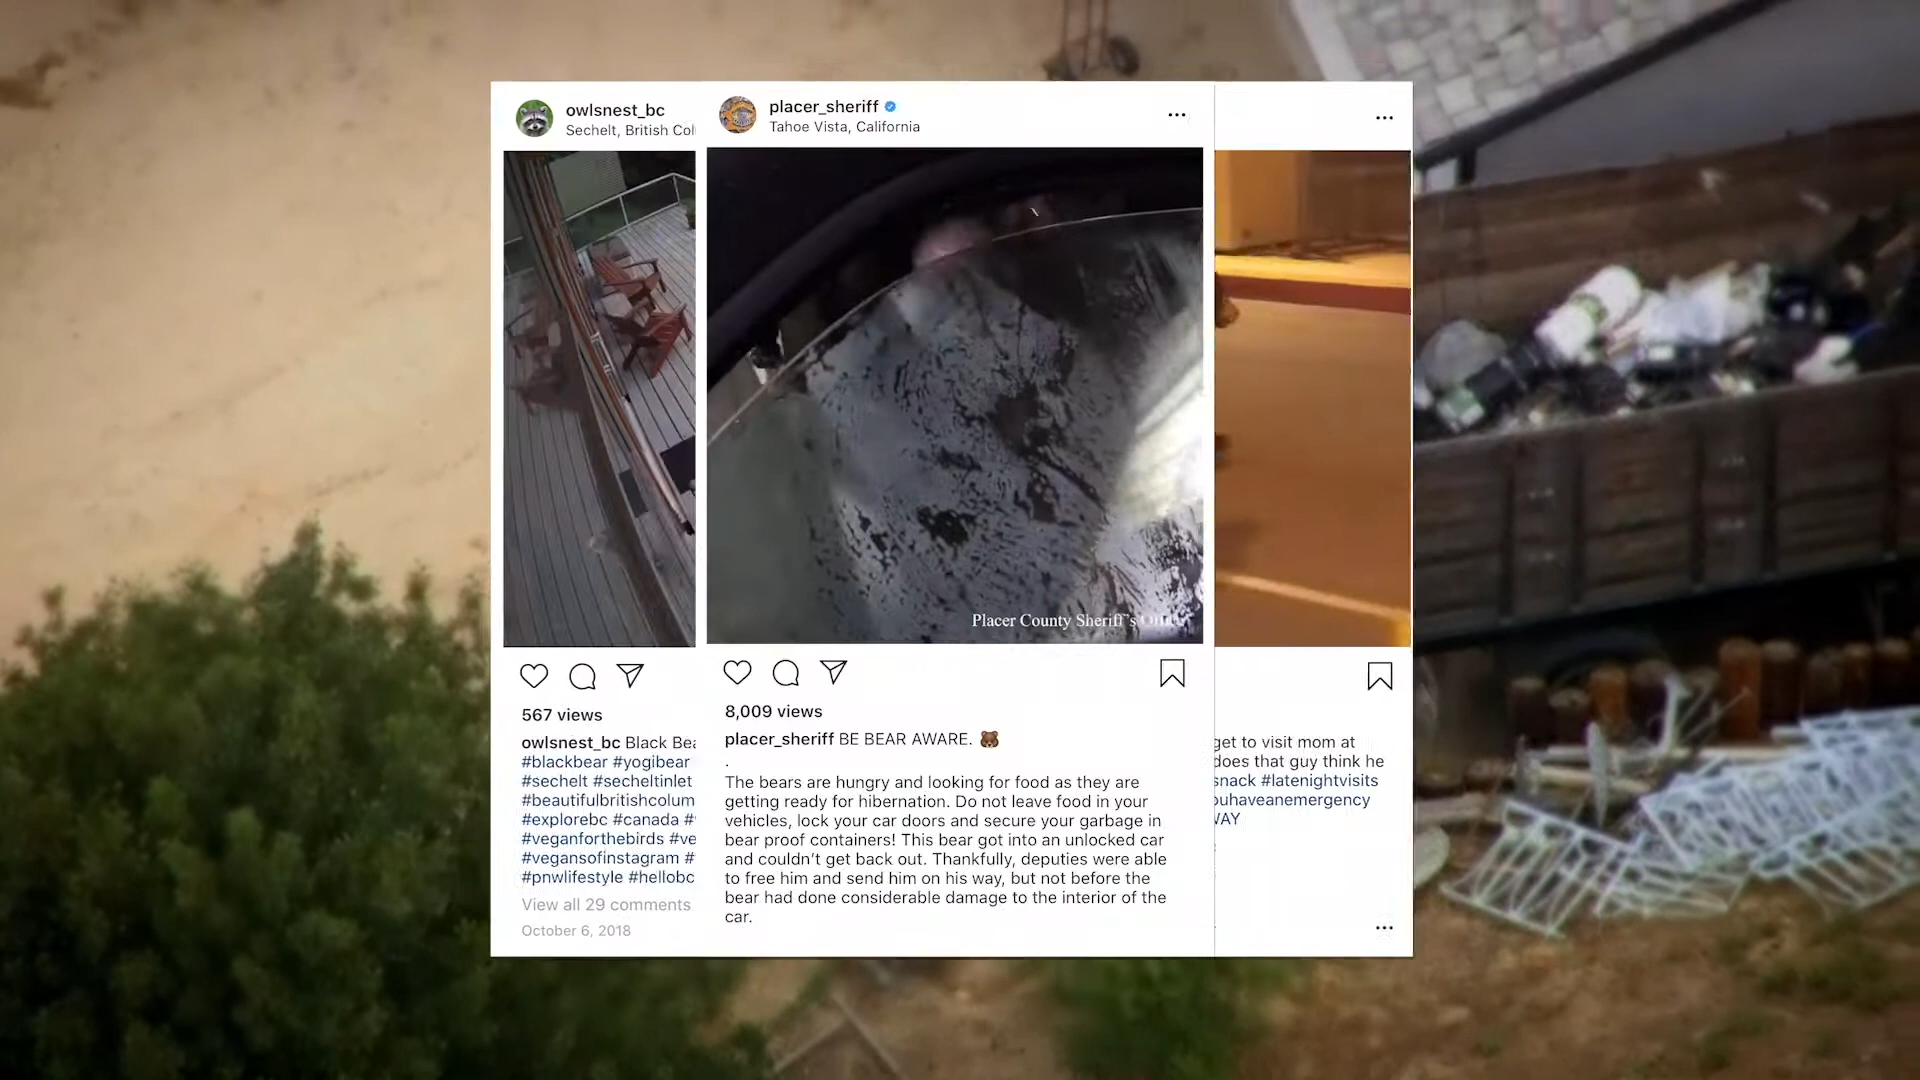 owlsnest_bc
Sechelt, British Col
567 views
owlsnest_bc Black Bea
#blackbear #yogibear
#sechelt #secheltinlet
#beautifulbritishcolum
#explorebc #canada #
#veganforthebirds #ve
#vegansofinstagram #
#pnwlifestyle #hellobc
View all 29 comments
October 6, 2018
placer_sheriff
Tahoe Vista, California
Placer County Sheriff's
8,009 views
placer_sheriff BE BEAR AWARE. 🐻
.
The bears are hungry and looking for food as they are
getting ready for hibernation. Do not leave food in your
vehicles, lock your car doors and secure your garbage in
bear proof containers! This bear got into an unlocked car
and couldn't get back out. Thankfully, deputies were able
to free him and send him on his way, but not before the
bear had done considerable damage to the interior of the
car.
get to visit mom at
does that guy think he
snack #latenightvisits
ouhaveanemergency
WAY